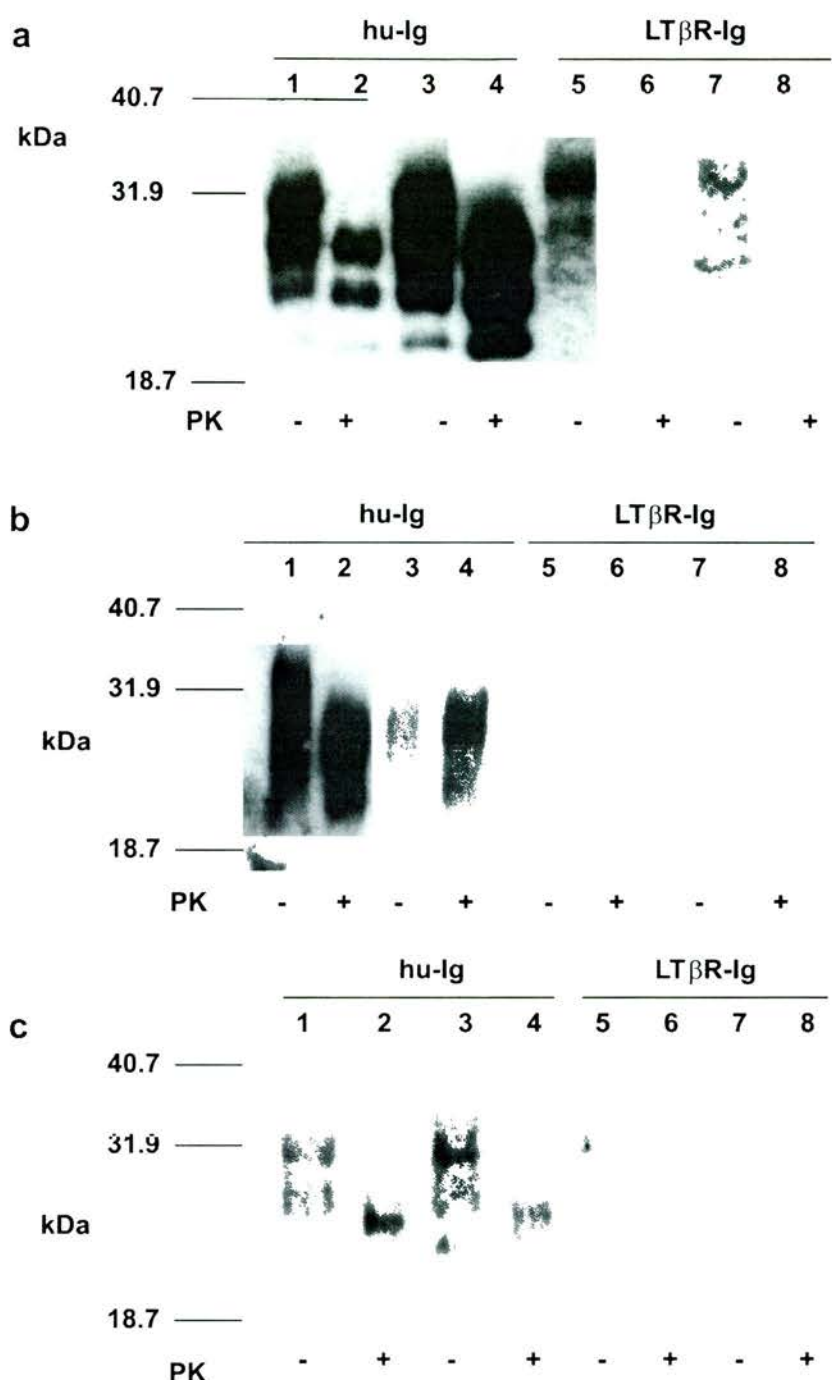 a
hu-Ig LTβR-Ig
1 2 3 4 5 6 7 8
40.7
kDa
31.9
18.7
PK - + - + - + - +
b
hu-Ig LTβR-Ig
1 2 3 4 5 6 7 8
40.7
31.9
kDa
18.7
PK - + - + - + - +
hu-Ig LTβR-Ig
c
1 2 3 4 5 6 7 8
40.7
31.9
kDa
18.7
PK - + - + - + - +